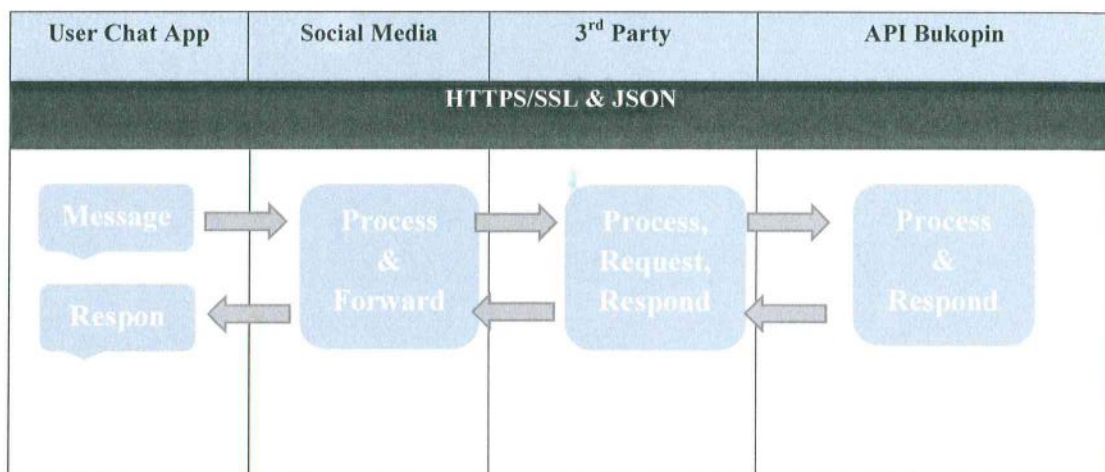 User Chat App
Social Media
3rd Party
API Bukopin
HTTPS/SSL & JSON
Message
Respon
Process
&
Forward
Process,
Request,
Respond
Process
&
Respond